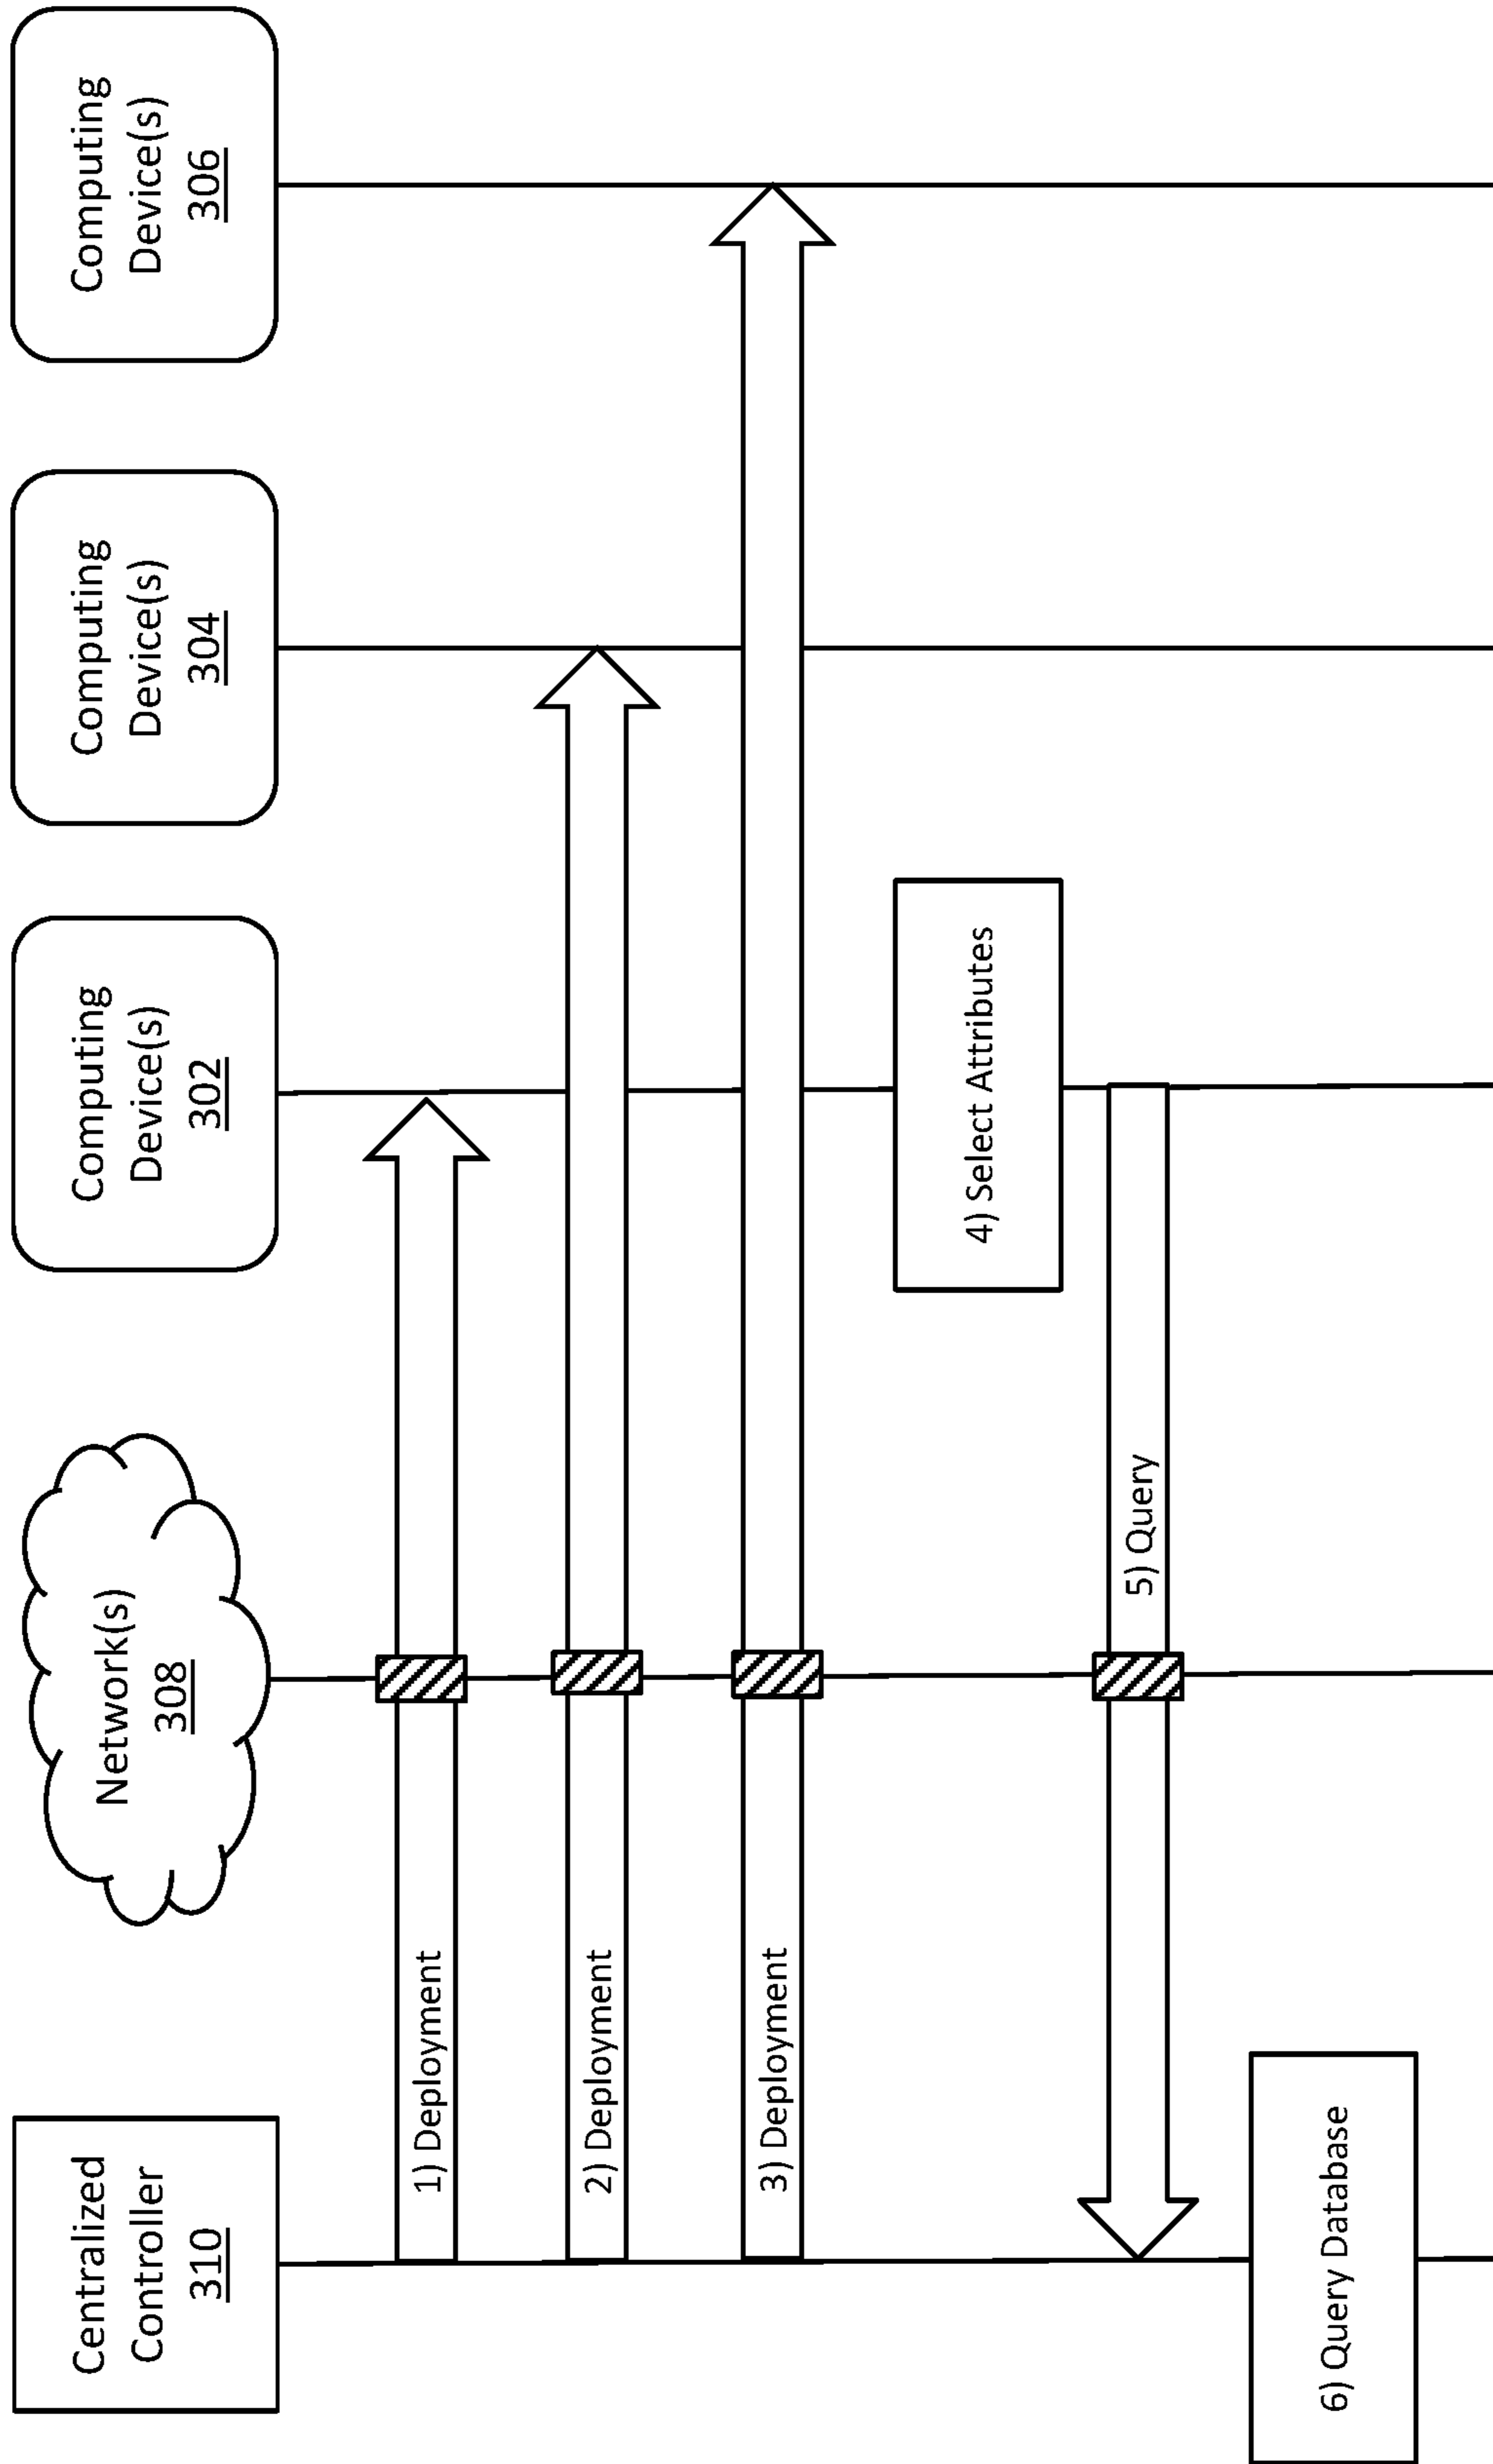 Centralized
Controller
310
Network(s)
308
Computing
Device(s)
302
Computing
Device(s)
304
Computing
Device(s)
306
1) Deployment
2) Deployment
3) Deployment
4) Select Attributes
5) Query
6) Query Database